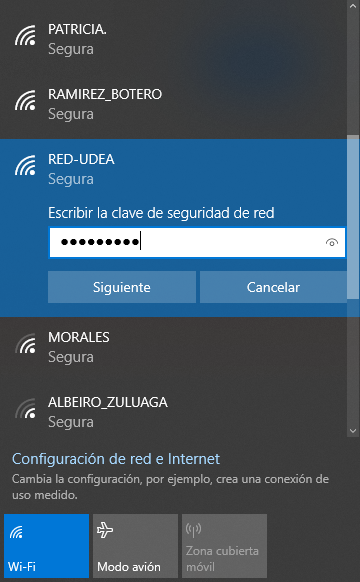 PATRICIA.
Segura
RAMIREZ_BOTERO
Segura
RED-UDEA
Segura
Escribir la clave de seguridad de red
●●●●●●●●●
Siguiente
Cancelar
MORALES
Segura
ALBEIRO_ZULUAGA
Segura
Configuración de red e Internet
Cambia la configuración, por ejemplo, crea una conexión de
uso medido.
Wi-Fi
Modo avión
Zona cubierta
móvil